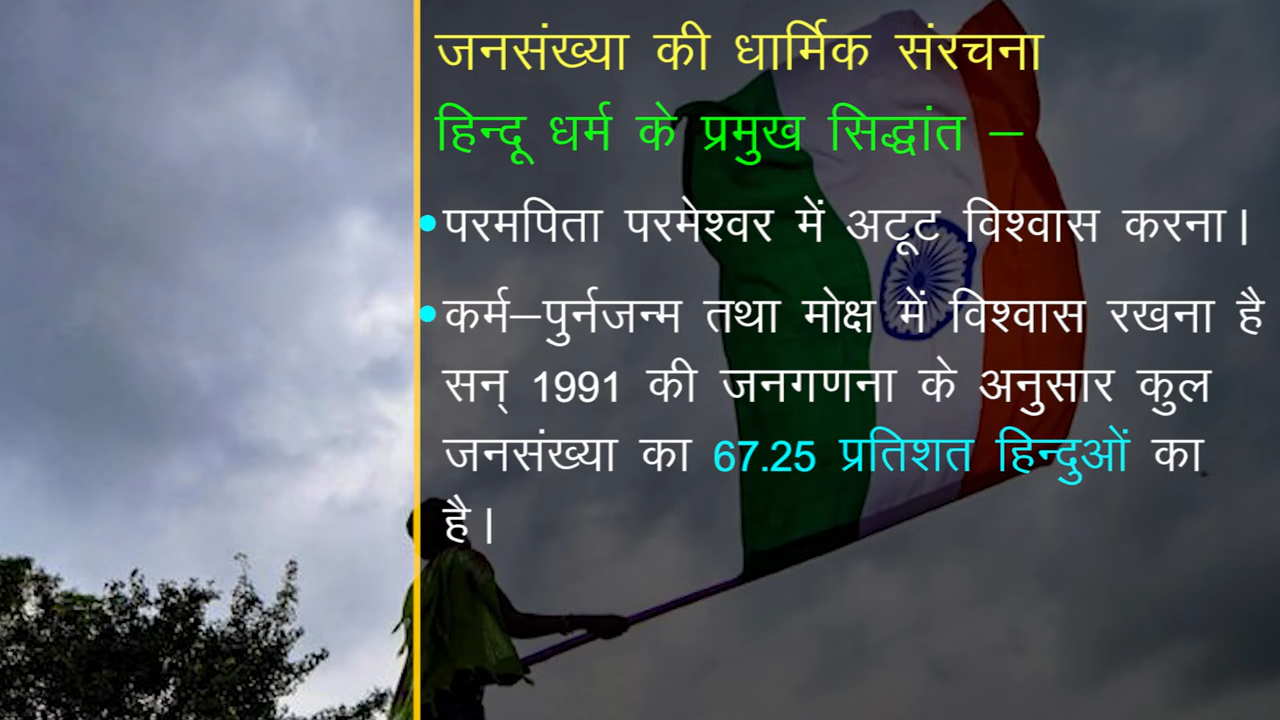 जनसंख्या की धार्मिक संरचना
हिन्दू धर्म के प्रमुख सिद्धांत –
•परमपिता परमेश्वर में अटूट विश्वास करना।
•कर्म–पुर्नजन्म तथा मोक्ष में विश्वास रखना है
सन् 1991 की जनगणना के अनुसार कुल
जनसंख्या का 67.25 प्रतिशत हिन्दुओं का
है।